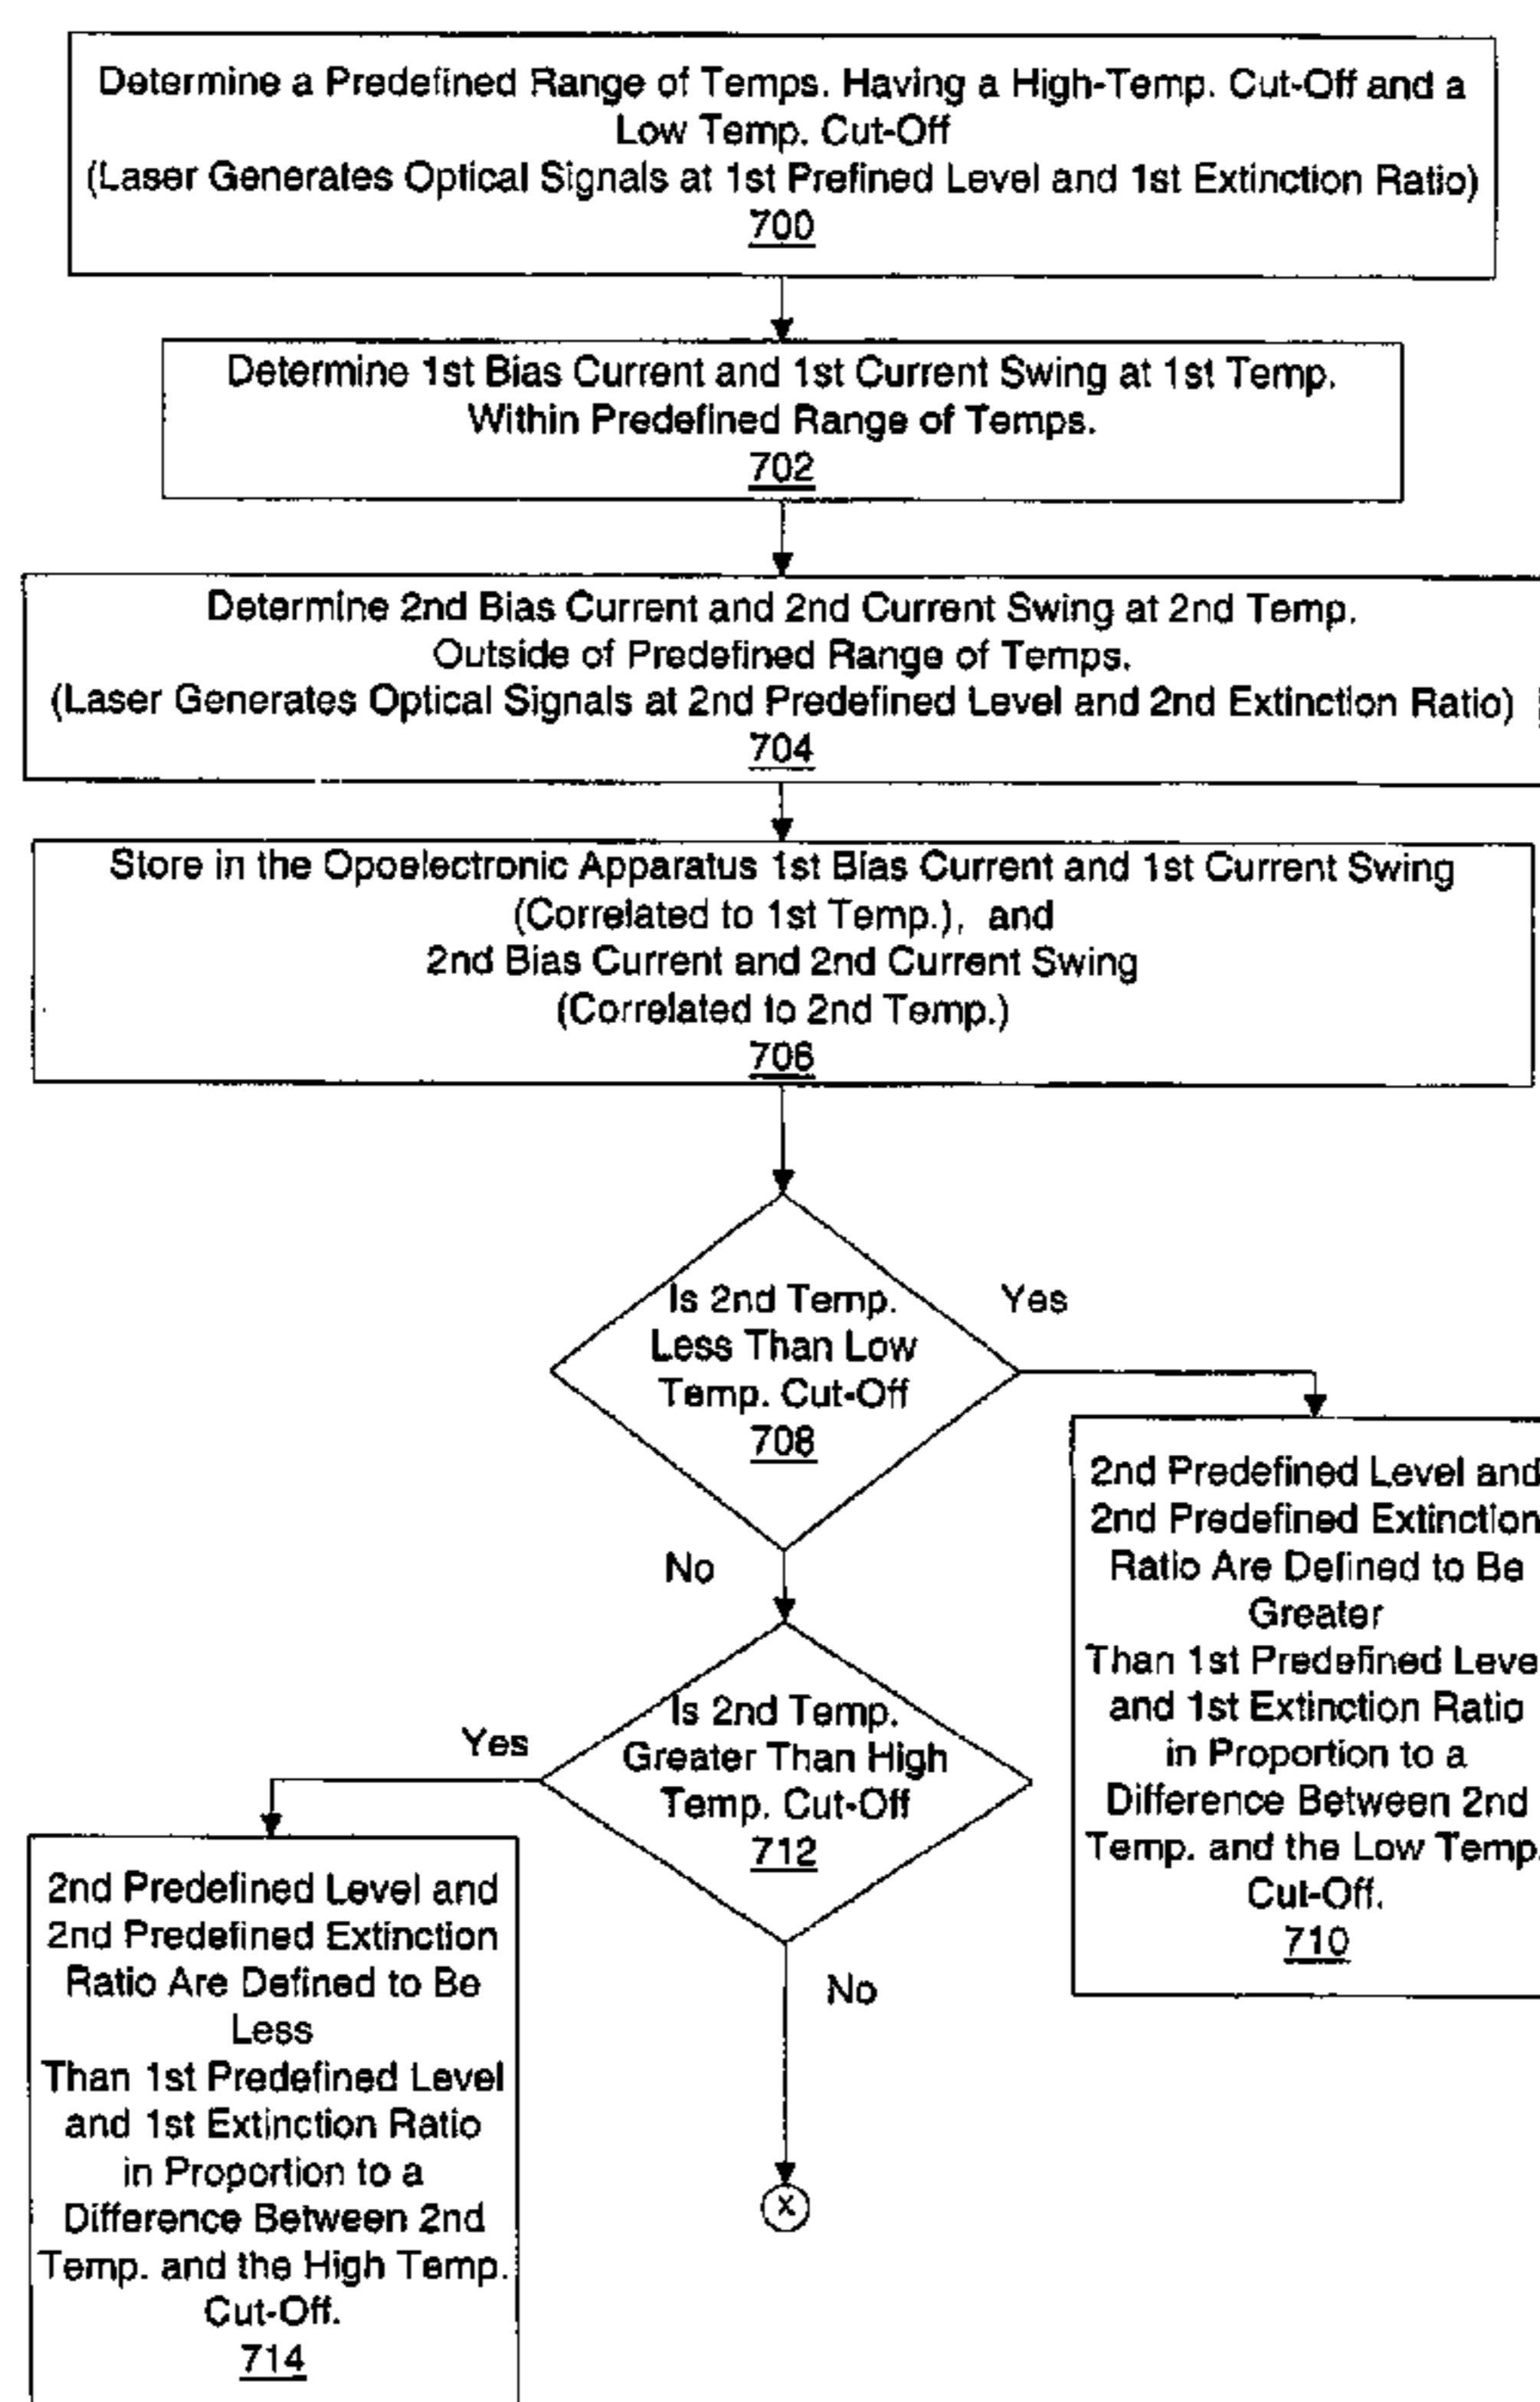 Determine a Predefined Range of Temps. Having a High-Temp. Cut-Off and a
Low Temp. Cut-Off
(Laser Generates Optical Signals at 1st Prefined Level and 1st Extinction Ratio)
700
Determine 1st Bias Current and 1st Current Swing at 1st Temp.
Within Predefined Range of Temps.
702
Determine 2nd Bias Current and 2nd Current Swing at 2nd Temp.
Outside of Predefined Range of Temps.
(Laser Generates Optical Signals at 2nd Predefined Level and 2nd Extinction Ratio)
704
Store in the Opoelectronic Apparatus 1st Bias Current and 1st Current Swing
(Correlated to 1st Temp.), and
2nd Bias Current and 2nd Current Swing
(Correlated to 2nd Temp.)
706
Is 2nd Temp.
Less Than Low
Temp. Cut-Off
708
Yes
No
2nd Predefined Level and
2nd Predefined Extinction
Ratio Are Defined to Be
Greater
Than 1st Predefined Leve
and 1st Extinction Ratio
in Proportion to a
Difference Between 2nd
Temp. and the Low Temp.
Cut-Off.
710
Is 2nd Temp.
Greater Than High
Temp. Cut-Off
712
Yes
No
2nd Predefined Level and
2nd Predefined Extinction
Ratio Are Defined to Be
Less
Than 1st Predefined Level
and 1st Extinction Ratio
in Proportion to a
Difference Between 2nd
Temp. and the High Temp.
Cut-Off.
714
X